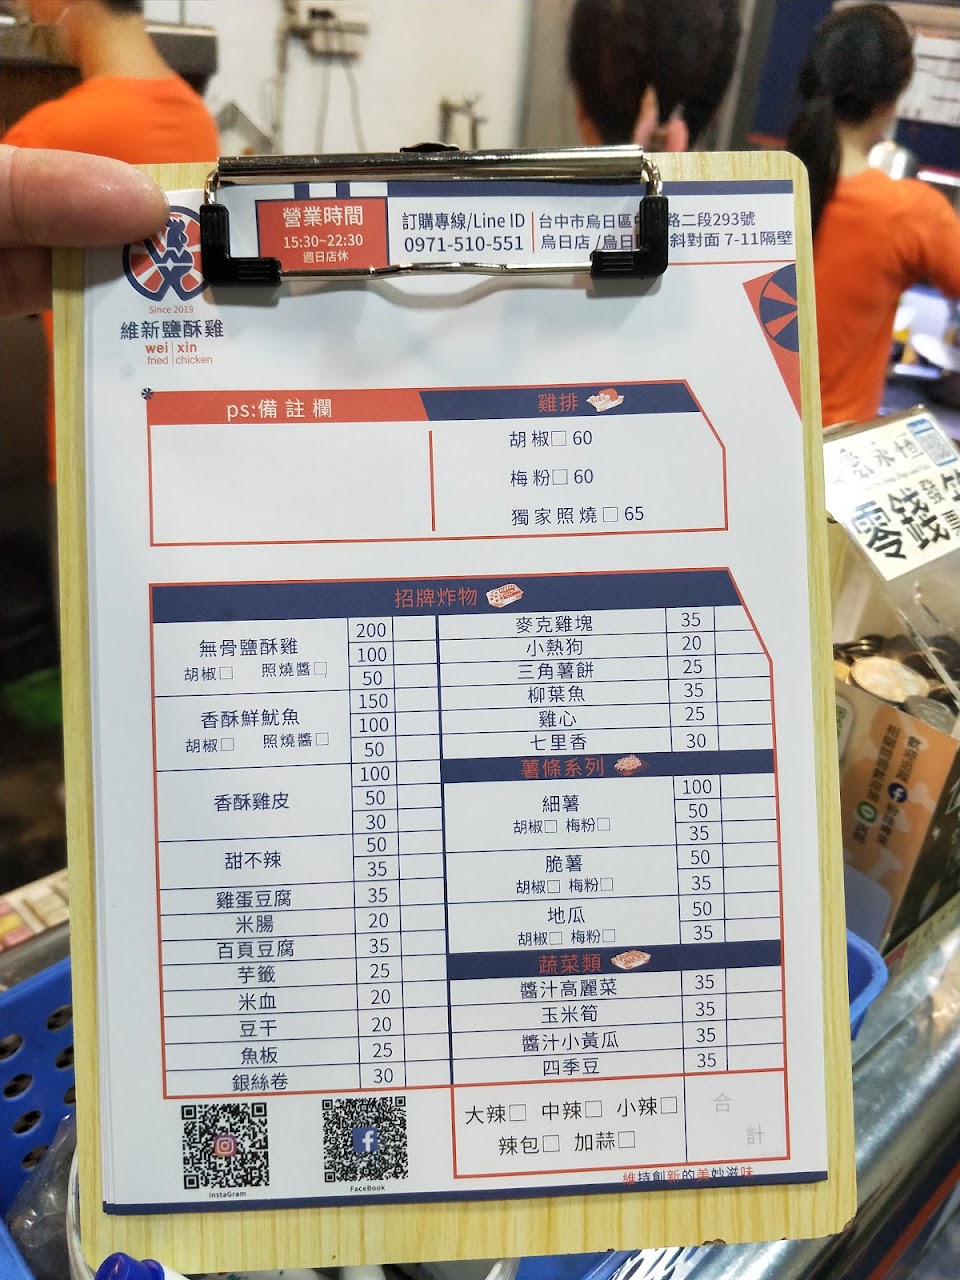 營業時間
15:30~22:30
週日店休
訂購專線/Line ID
0971-510-551
台中市烏日區 路二段293號
烏日店 /烏日 斜對面 7-11隔壁
Since 2019
維新鹽酥雞
wei xin
fried chicken
ps:備註欄
雞排
胡椒□ 60
梅粉□ 60
獨家照燒□ 65
招牌炸物
無骨鹽酥雞 200 100 50
胡椒□ 照燒醬□
香酥鮮魷魚 150 100 50
胡椒□ 照燒醬□
香酥雞皮 100 50 30
甜不辣 50 35
雞蛋豆腐 35
米腸 20
百頁豆腐 35
芋籤 25
米血 20
豆干 20
魚板 25
銀絲卷 30
麥克雞塊 35
小熱狗 20
三角薯餅 25
柳葉魚 35
雞心 25
七里香 30
薯條系列
細薯 100 50 35
胡椒□ 梅粉□
脆薯 50 35
胡椒□ 梅粉□
地瓜 50 35
胡椒□ 梅粉□
蔬菜類
醬汁高麗菜 35
玉米筍 35
醬汁小黃瓜 35
四季豆 35
大辣□ 中辣□ 小辣□
辣包□ 加蒜□
合計
InstaGram
FaceBook
維持創新的美妙滋味
永恒
零錢發